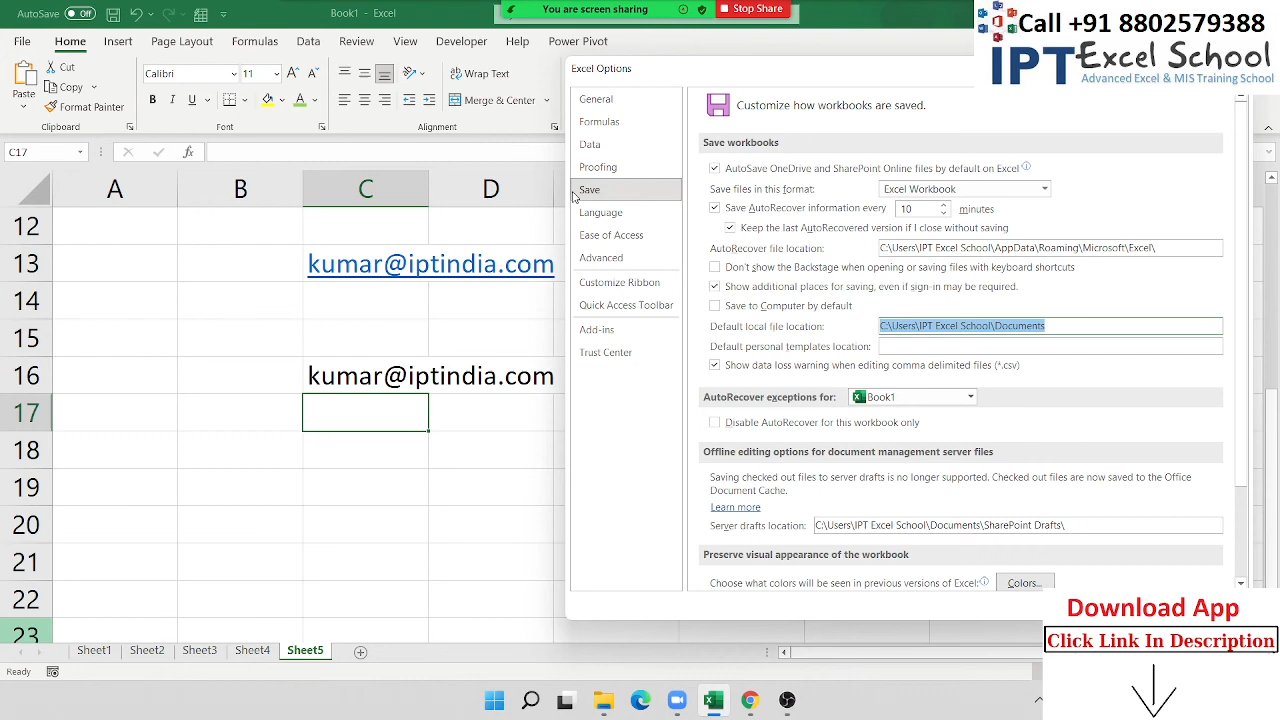 AutoSave Off
Book1 - Excel
You are screen sharing
Stop Share
Call +91 8802579388
IPT Excel School
Advanced Excel & MIS Training School
File Home Insert Page Layout Formulas Data Review View Developer Help Power Pivot
Paste
Cut
Copy
Format Painter
Clipboard
Calibri 11
B I U
Font
Wrap Text
Merge & Center
Alignment
C17
fx
A B C D
12
13 kumar@iptindia.com
14
15
16 kumar@iptindia.com
17
18
19
20
21
22
23
Excel Options
General
Formulas
Data
Proofing
Save
Language
Ease of Access
Advanced
Customize Ribbon
Quick Access Toolbar
Add-ins
Trust Center
Customize how workbooks are saved.
Save workbooks
AutoSave OneDrive and SharePoint Online files by default on Excel
Save files in this format: Excel Workbook
Save AutoRecover information every 10 minutes
Keep the last AutoRecovered version if I close without saving
AutoRecover file location: C:\Users\IPT Excel School\AppData\Roaming\Microsoft\Excel\
Don't show the Backstage when opening or saving files with keyboard shortcuts
Show additional places for saving, even if sign-in may be required.
Save to Computer by default
Default local file location: C:\Users\IPT Excel School\Documents
Default personal templates location:
Show data loss warning when editing comma delimited files (*.csv)
AutoRecover exceptions for: Book1
Disable AutoRecover for this workbook only
Offline editing options for document management server files
Saving checked out files to server drafts is no longer supported. Checked out files are now saved to the Office
Document Cache.
Learn more
Server drafts location: C:\Users\IPT Excel School\Documents\SharePoint Drafts\
Preserve visual appearance of the workbook
Choose what colors will be seen in previous versions of Excel: Colors...
Download App
Click Link In Description
Sheet1 Sheet2 Sheet3 Sheet4 Sheet5
Ready